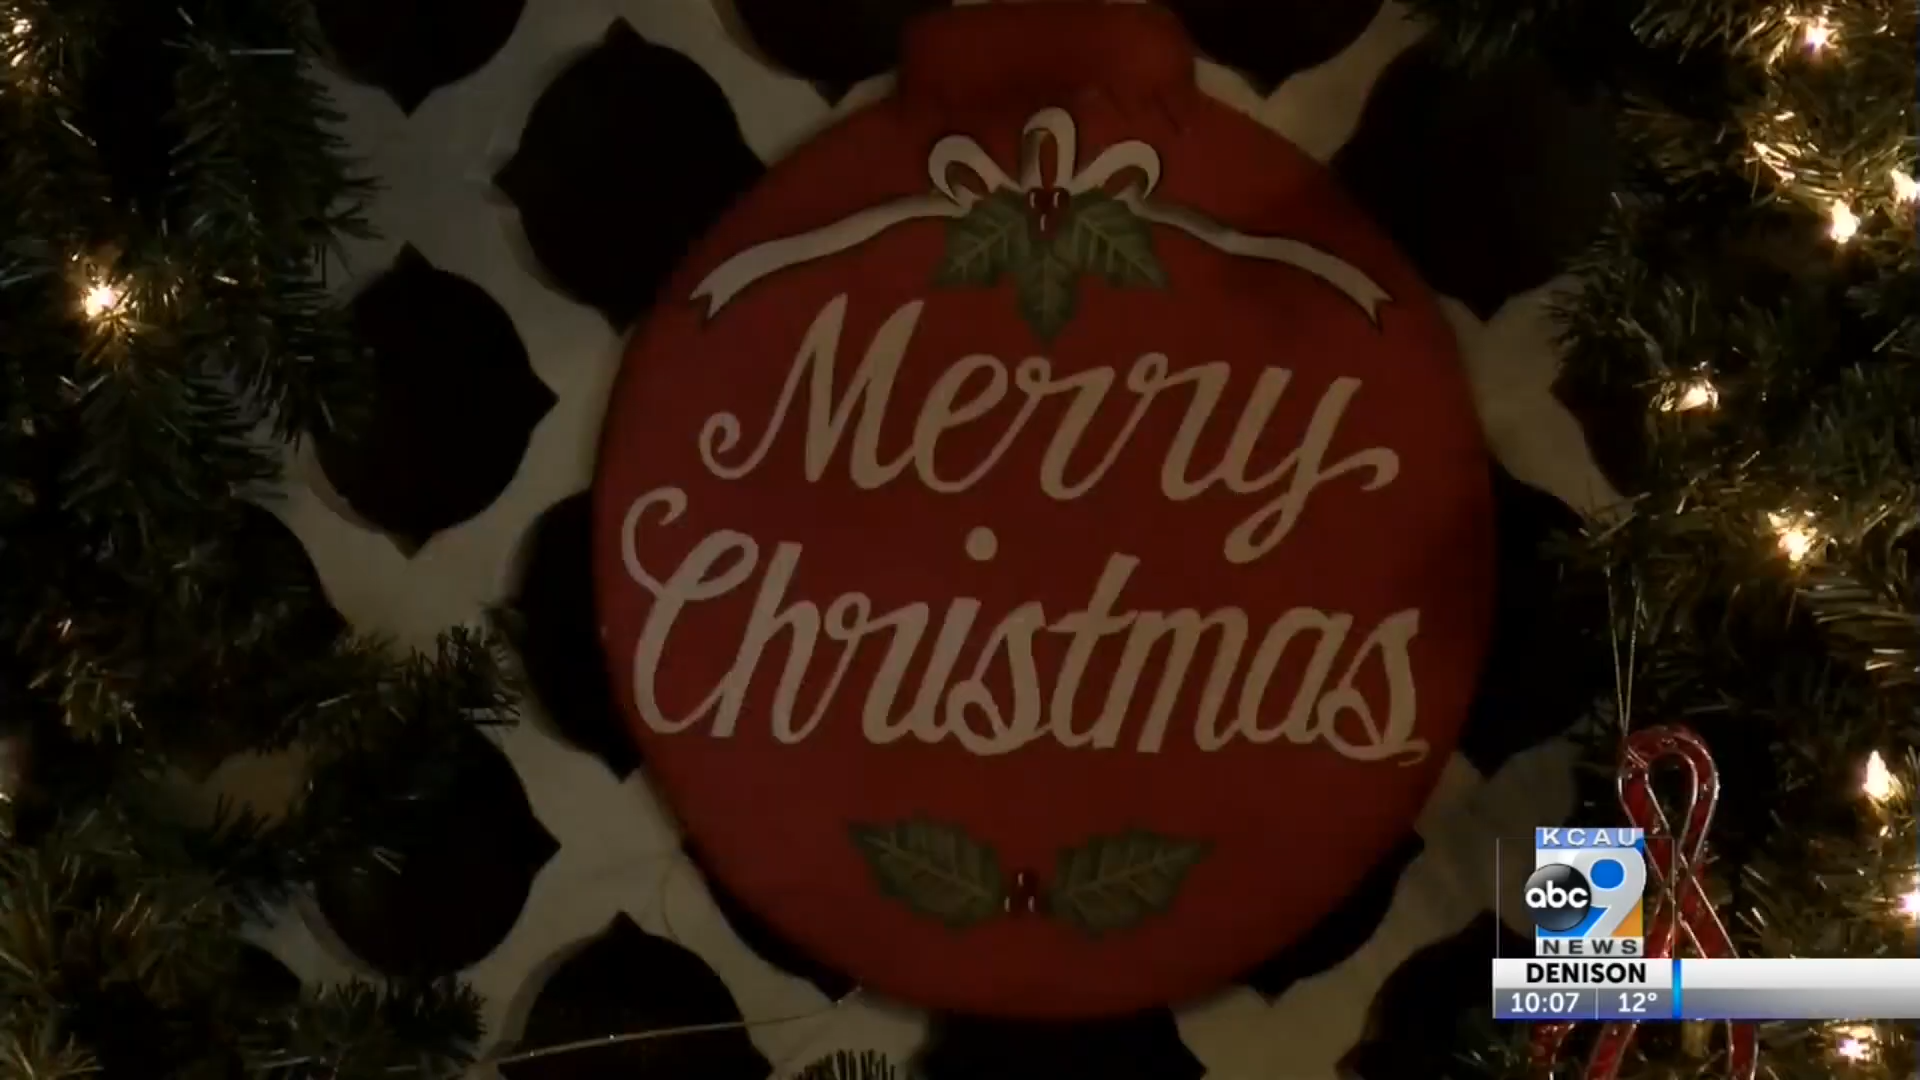 Merry
Christmas
KCAU
abc 9
NEWS
DENISON
10:07 12°